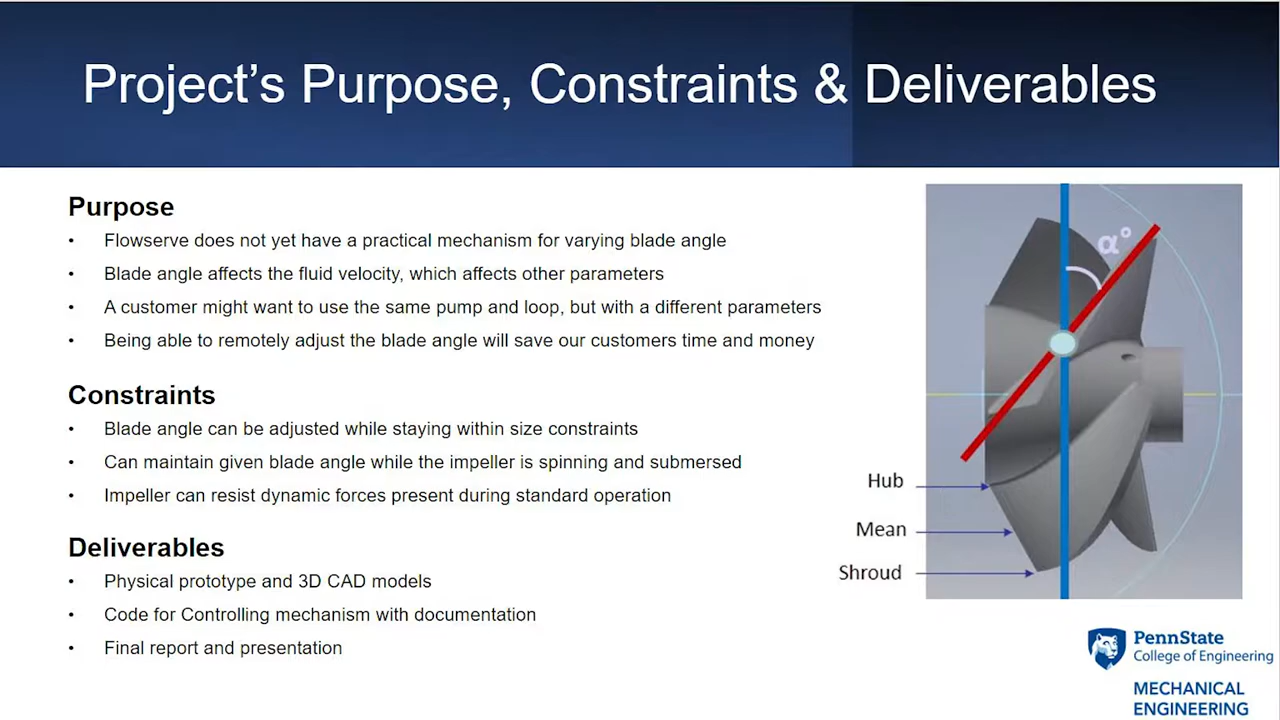 Project's Purpose, Constraints & Deliverables
Purpose
• Flowserve does not yet have a practical mechanism for varying blade angle
• Blade angle affects the fluid velocity, which affects other parameters
• A customer might want to use the same pump and loop, but with a different parameters
• Being able to remotely adjust the blade angle will save our customers time and money
Constraints
• Blade angle can be adjusted while staying within size constraints
• Can maintain given blade angle while the impeller is spinning and submersed
• Impeller can resist dynamic forces present during standard operation
Deliverables
• Physical prototype and 3D CAD models
• Code for Controlling mechanism with documentation
• Final report and presentation
α°
Hub
Mean
Shroud
PennState
College of Engineering
MECHANICAL
ENGINEERING